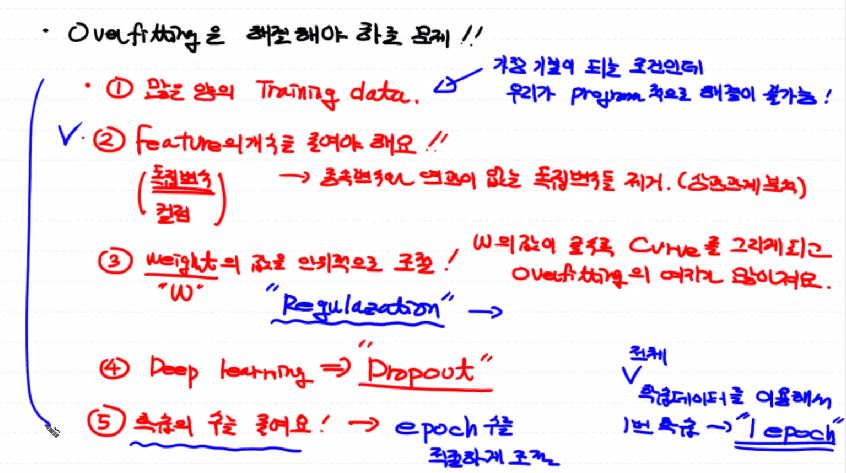 · Overfitting은 해결해야 하는 문제 !!
· ① 많은 양의 Training data.
가장 기본이 되는 조건인데
우리가 program 적으로 해결이 불가능!
② feature의 개수를 줄여야 해요 !!
(독립변수 컬럼) → 종속변수와 연관이 없는 독립변수들 제거. (상관관계 분석)
③ weight의 값을 인위적으로 조절 !
"W"
W의 값이 클수록 Curve를 그리게 되고
Overfitting의 여지가 많아져요.
"Regulazation" →
④ Deep learning ⇒ "Dropout"
⑤ 학습의 수를 줄여요! → epoch 수를
적절하게 조절
전체
학습데이터를 이용해서
1번 학습 → "1 epoch"